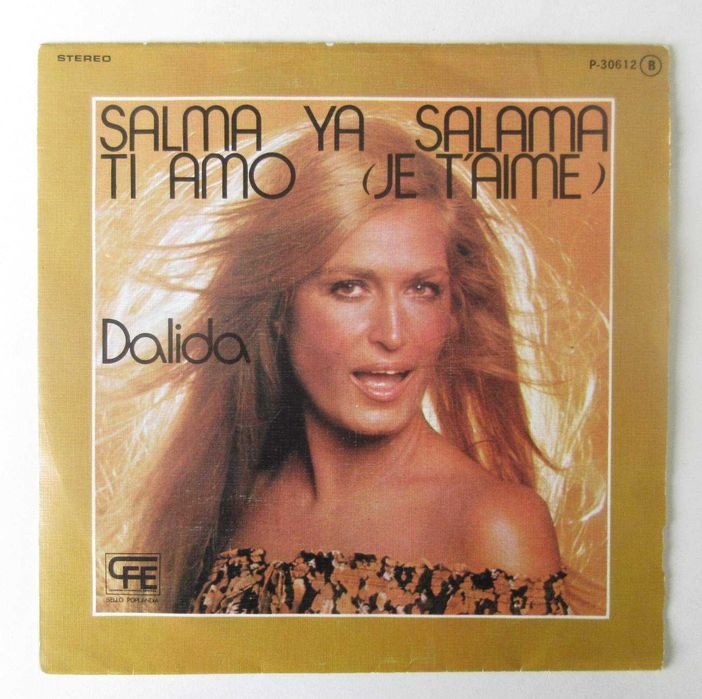 STEREO
P-30612 B
SALMA YA SALAMA
TI AMO (JE T'AIME)
Dalida
CFE
SELLO POPLANDIA